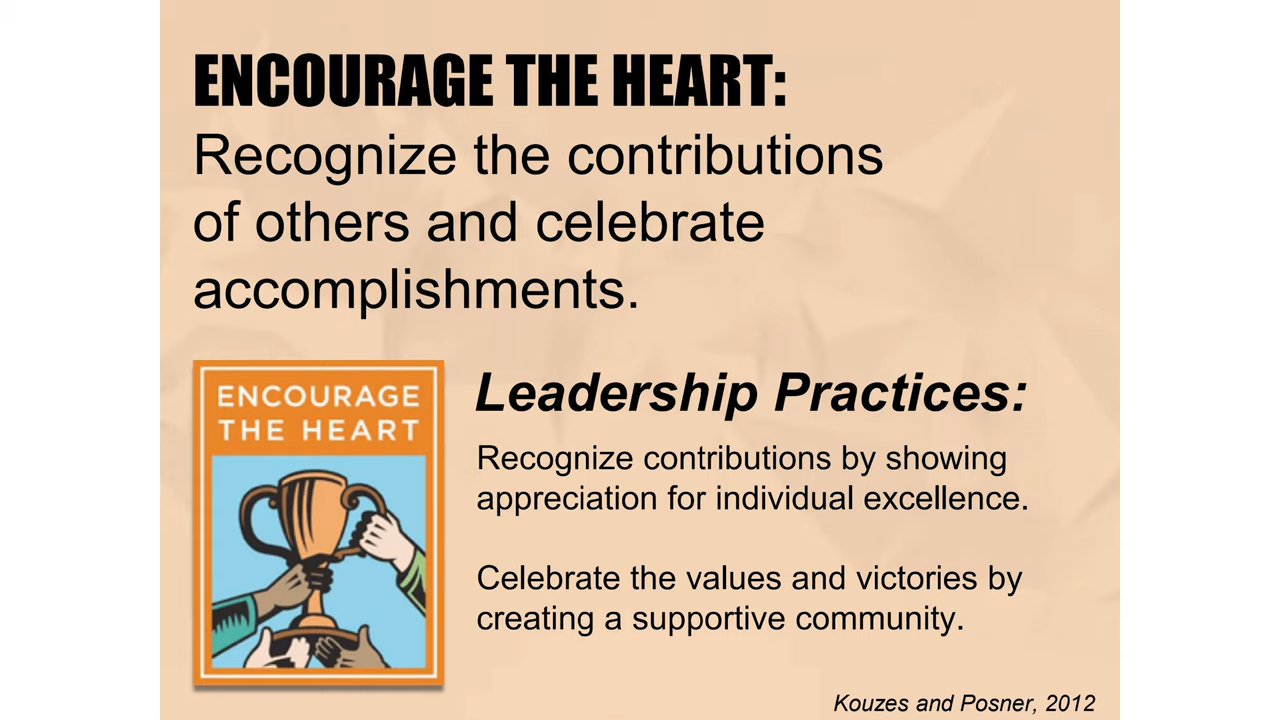 ENCOURAGE THE HEART:
Recognize the contributions
of others and celebrate
accomplishments.
ENCOURAGE
THE HEART
Leadership Practices:
Recognize contributions by showing
appreciation for individual excellence.
Celebrate the values and victories by
creating a supportive community.
Kouzes and Posner, 2012